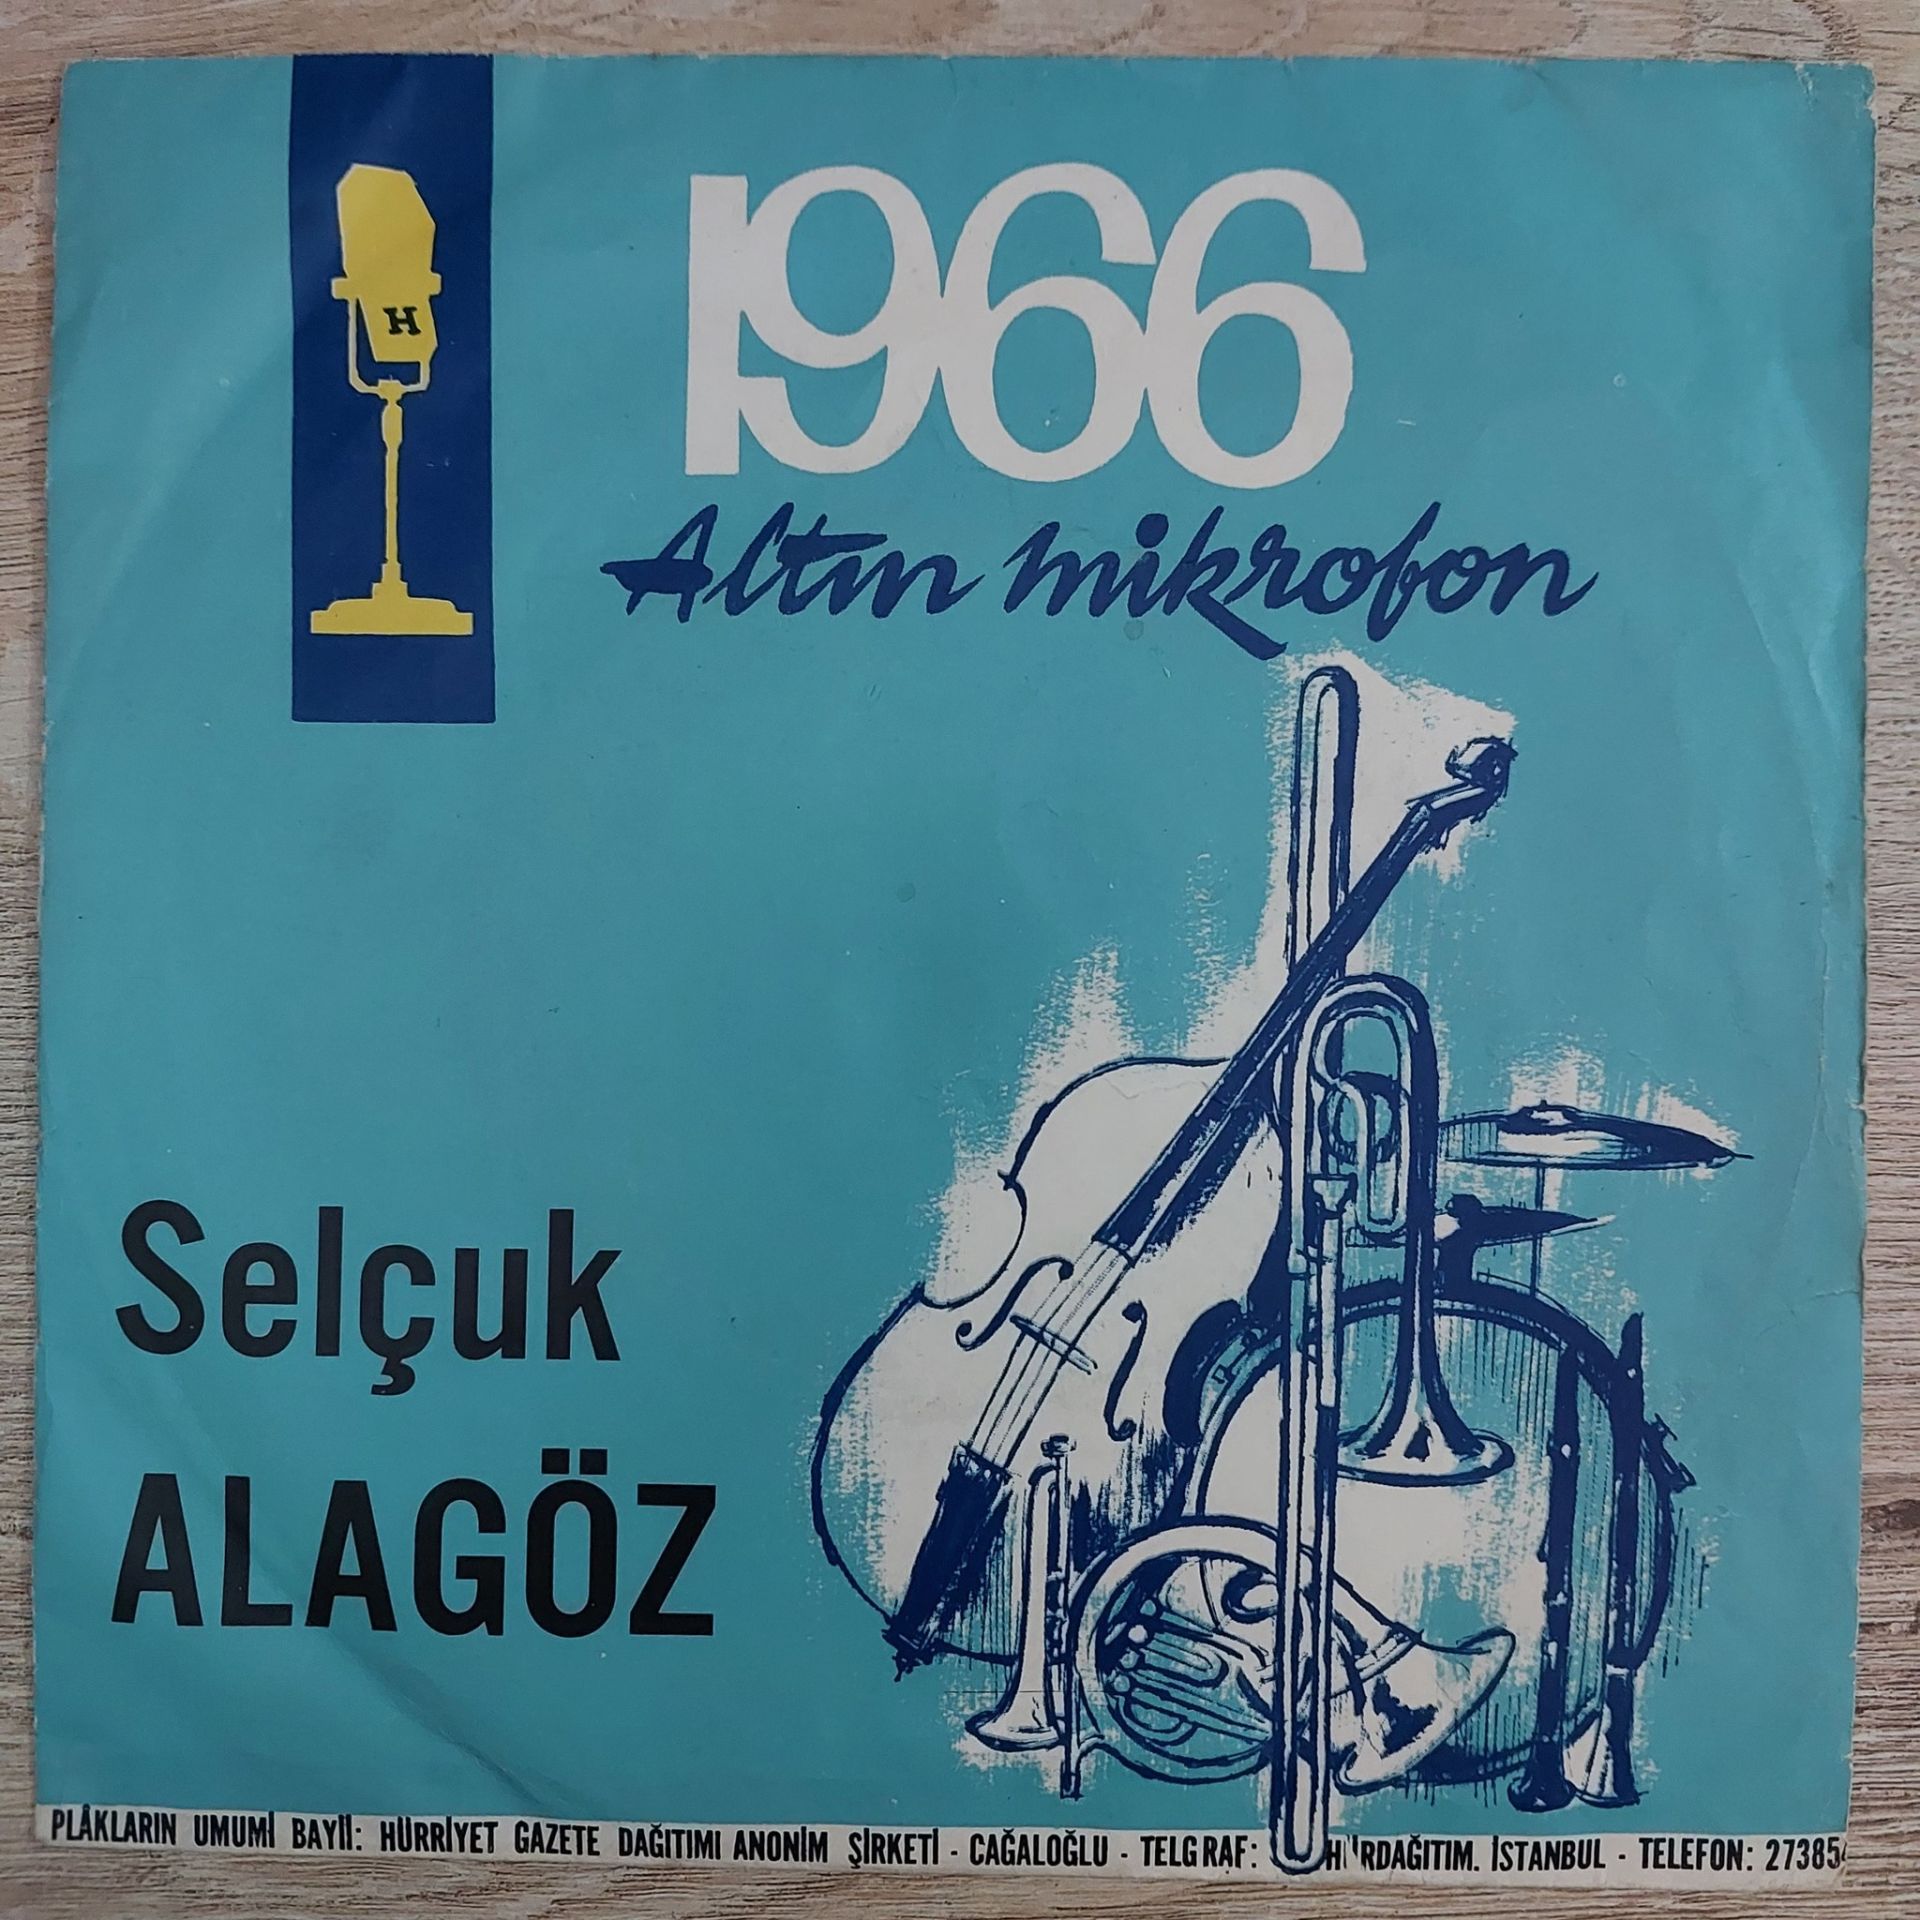 H
1966
Altın mikrofon
Selçuk
ALAGÖZ
PLÂKLARIN UMUMİ BAYİİ: HÜRRİYET GAZETE DAĞITIMI ANONİM ŞİRKETİ - CAĞALOĞLU - TELGRAF: HÜRDAĞITIM. İSTANBUL - TELEFON: 27385